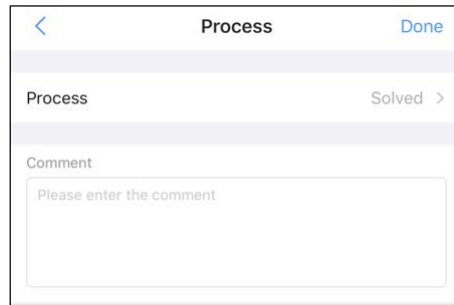 Process
Done
Process
Solved
Comment
Please enter the comment